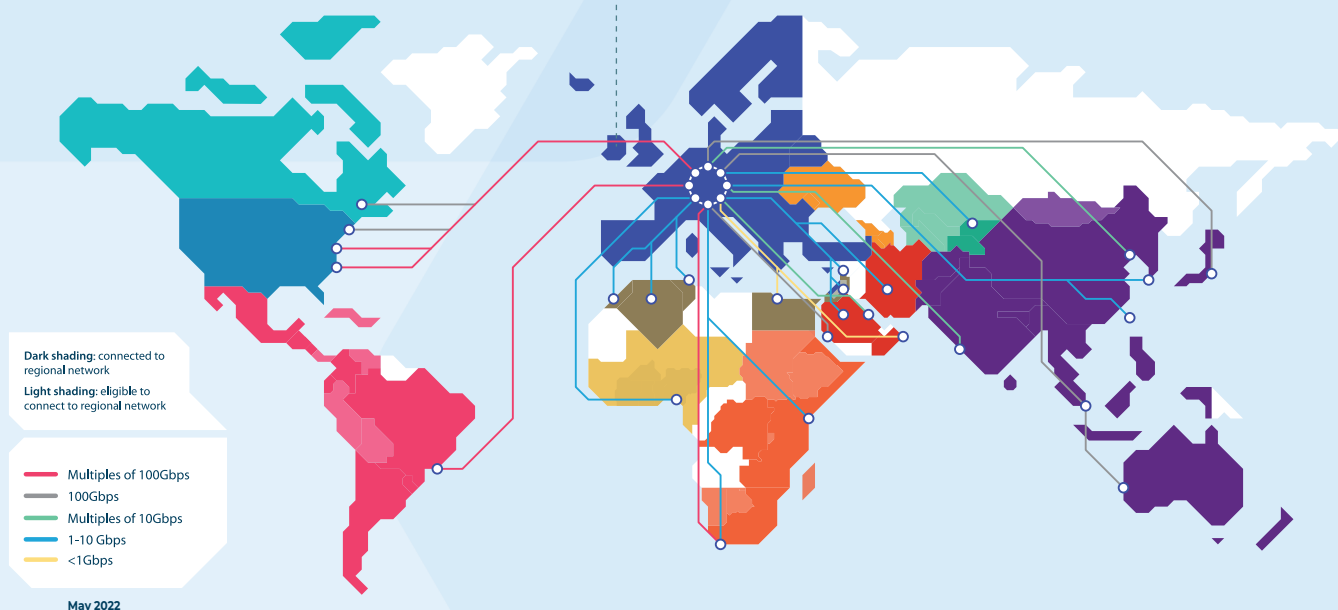 Dark shading: connected to
regional network
Light shading: eligible to
connect to regional network
Multiples of 100Gbps
100Gbps
Multiples of 10Gbps
1-10 Gbps
<1Gbps
May 2022